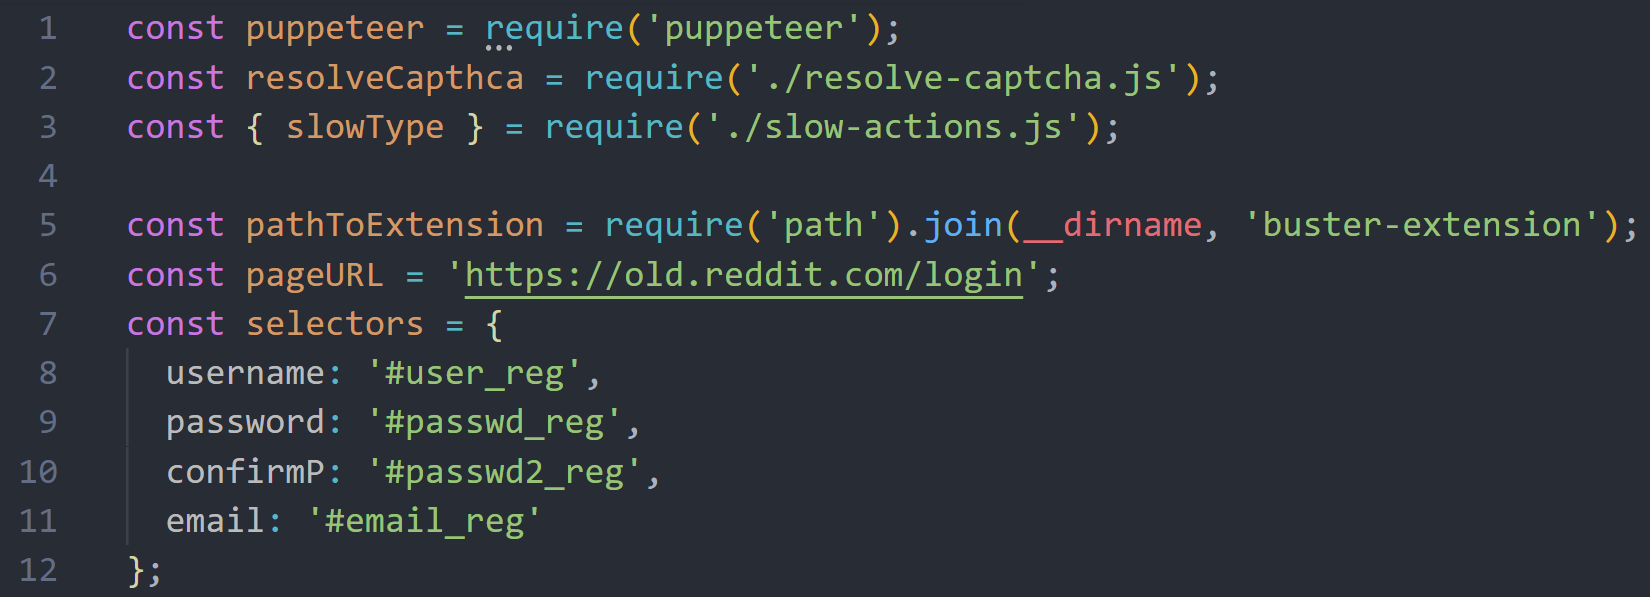 1 const puppeteer = require('puppeteer');
2 const resolveCapthca = require('./resolve-captcha.js');
3 const { slowType } = require('./slow-actions.js');
4
5 const pathToExtension = require('path').join(__dirname, 'buster-extension');
6 const pageURL = 'https://old.reddit.com/login';
7 const selectors = {
8 username: '#user_reg',
9 password: '#passwd_reg',
10 confirmP: '#passwd2_reg',
11 email: '#email_reg'
12 };